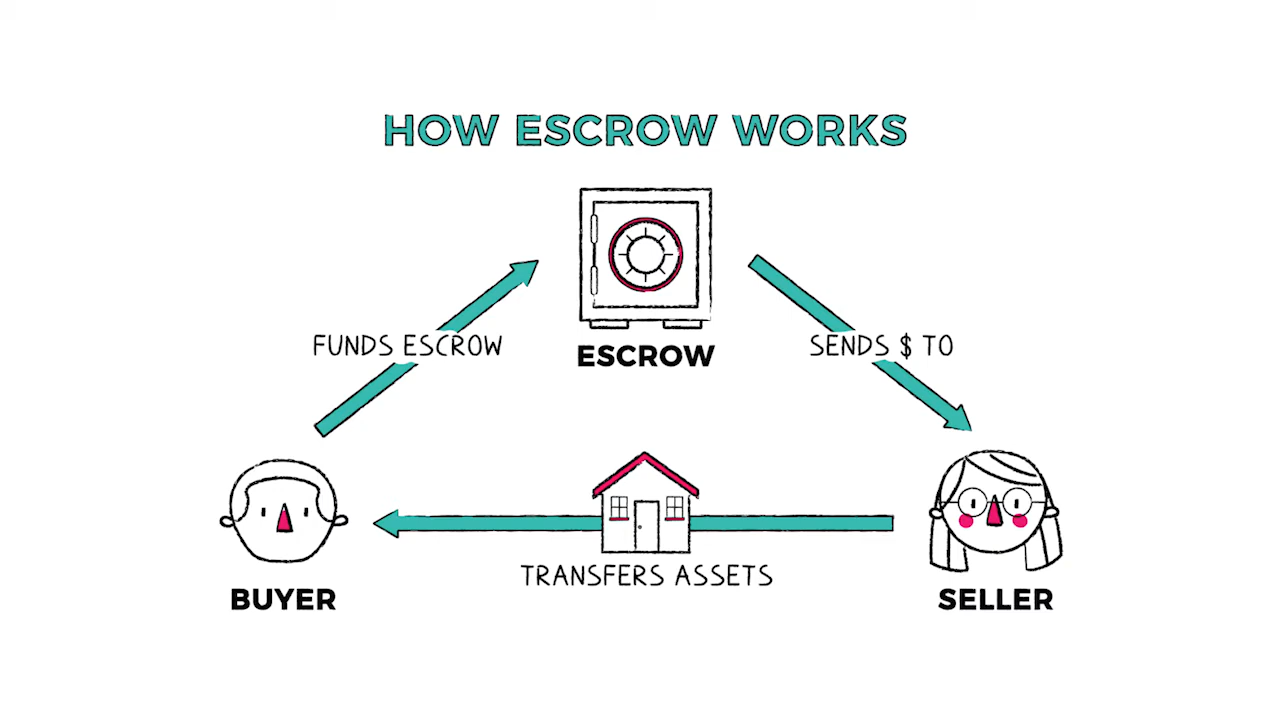 HOW ESCROW WORKS
FUNDS ESCROW
ESCROW
SENDS $ TO
TRANSFERS ASSETS
BUYER
SELLER